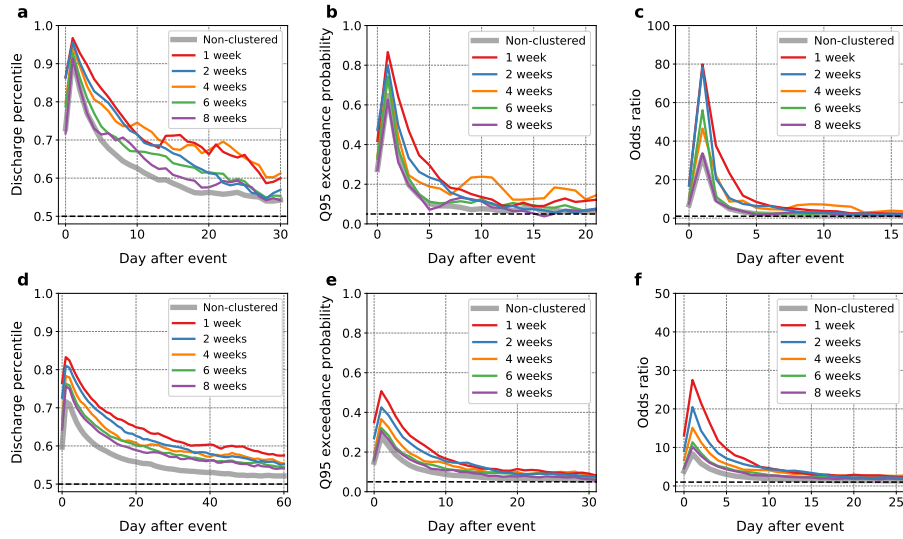 a
Discharge percentile
1.0
0.9
0.8
0.7
0.6
0.5
0
10
20
30
Day after event
Non-clustered
1 week
2 weeks
4 weeks
6 weeks
8 weeks
b
Q95 exceedance probability
1.0
0.8
0.6
0.4
0.2
0.0
0
5
10
15
20
Day after event
Non-clustered
1 week
2 weeks
4 weeks
6 weeks
8 weeks
c
Odds ratio
100
80
60
40
20
0
0
5
10
15
Day after event
Non-clustered
1 week
2 weeks
4 weeks
6 weeks
8 weeks
d
Discharge percentile
1.0
0.9
0.8
0.7
0.6
0.5
0
20
40
60
Day after event
Non-clustered
1 week
2 weeks
4 weeks
6 weeks
8 weeks
e
Q95 exceedance probability
1.0
0.8
0.6
0.4
0.2
0.0
0
10
20
30
Day after event
Non-clustered
1 week
2 weeks
4 weeks
6 weeks
8 weeks
f
Odds ratio
50
40
30
20
10
0
0
5
10
15
20
25
Day after event
Non-clustered
1 week
2 weeks
4 weeks
6 weeks
8 weeks